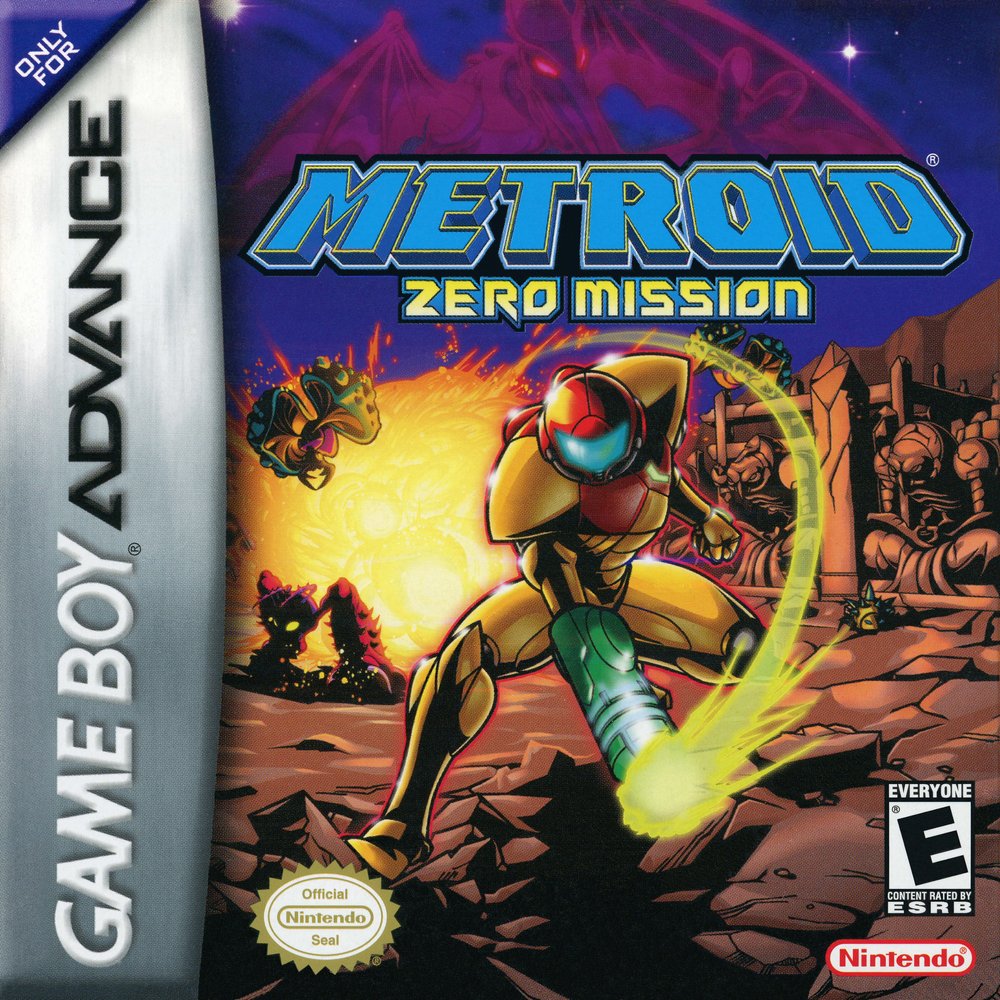 ONLY
FOR
GAME BOY ADVANCE
®
METROID
®
ZERO MISSION
Official
Nintendo
Seal
®
EVERYONE
®
E
CONTENT RATED BY
ESRB
Nintendo
®